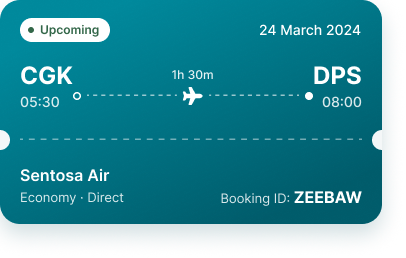 Upcoming
24 March 2024
CGK
1h 30m
DPS
05:30
08:00
Sentosa Air
Economy · Direct
Booking ID: ZEEBAW